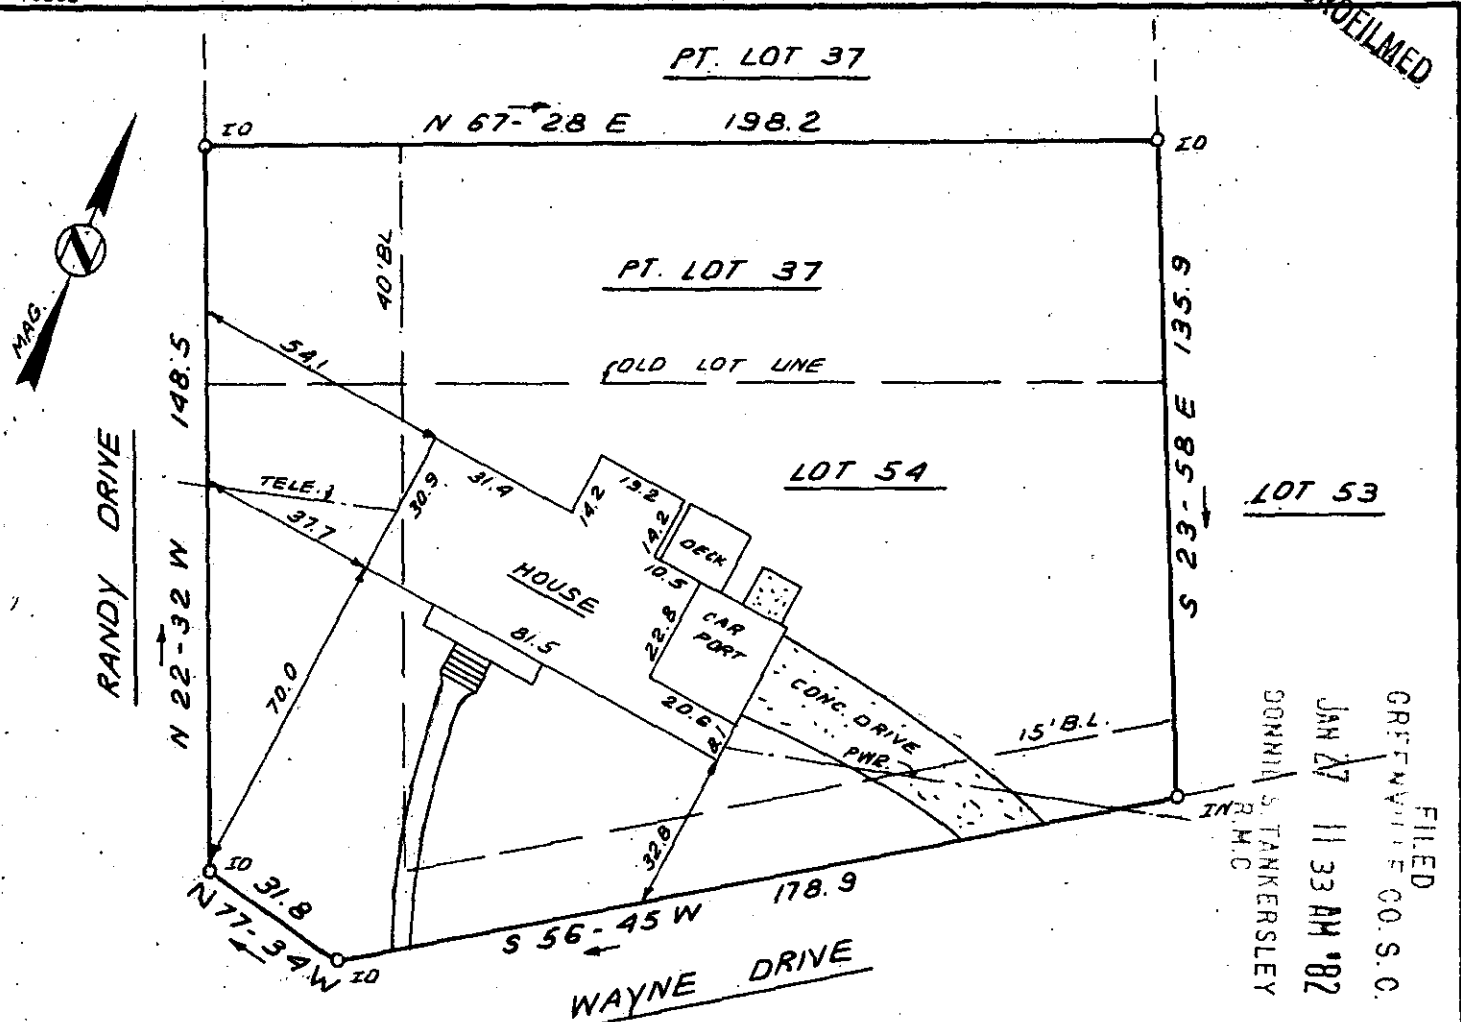 PT. LOT 37
N 67-28 E 198.2
IO
IO
MAG.
N
40' BL
PT. LOT 37
148.5
54.1
OLD LOT LINE
S 23-58 E 135.9
RANDY DRIVE
N 22-32 W
TELE.
37.7
30.9
31.4
14.2
19.2
14.2
DECK
LOT 54
LOT 53
HOUSE
10.5
22.8
CAR
PORT
81.5
70.0
20.6
8.1
CONC. DRIVE
PWR.
15' B.L.
32.8
IN
IO
31.8
N 77-34 W
IO
S 56-45 W 178.9
WAYNE DRIVE
FILED
GREENVILLE CO. S. C.
JAN 27 11 33 AM '82
DONNIE S. TANKERSLEY
R.M.C